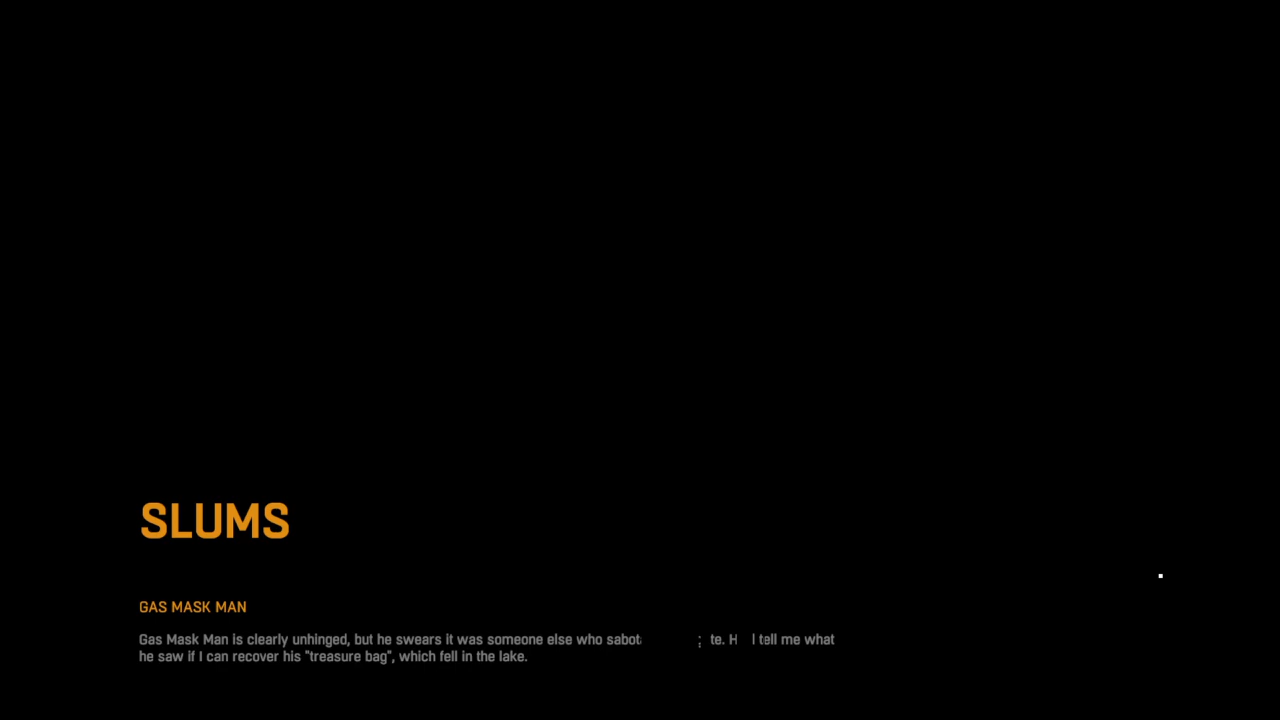 SLUMS
GAS MASK MAN
Gas Mask Man is clearly unhinged, but he swears it was someone else who tell me what
he saw if I can recover his "treasure bag", which fell in the lake.